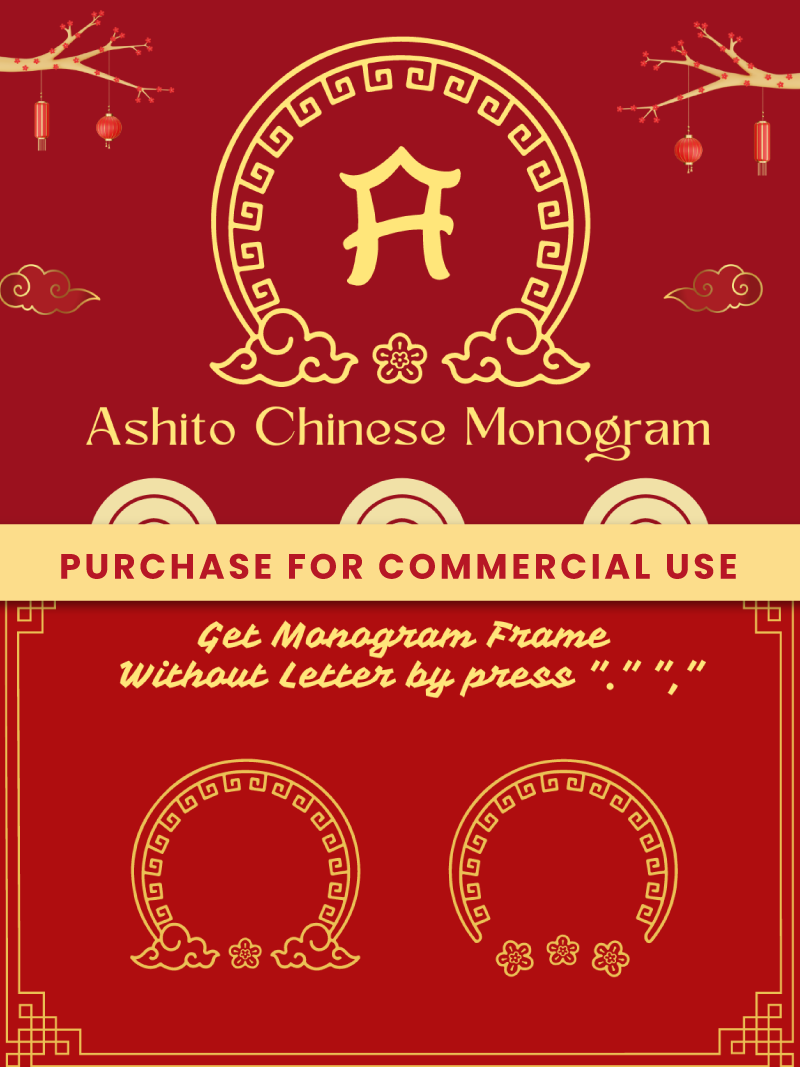 A
Ashito Chinese Monogram
PURCHASE FOR COMMERCIAL USE
Get Monogram Frame
Without Letter by press "." ","